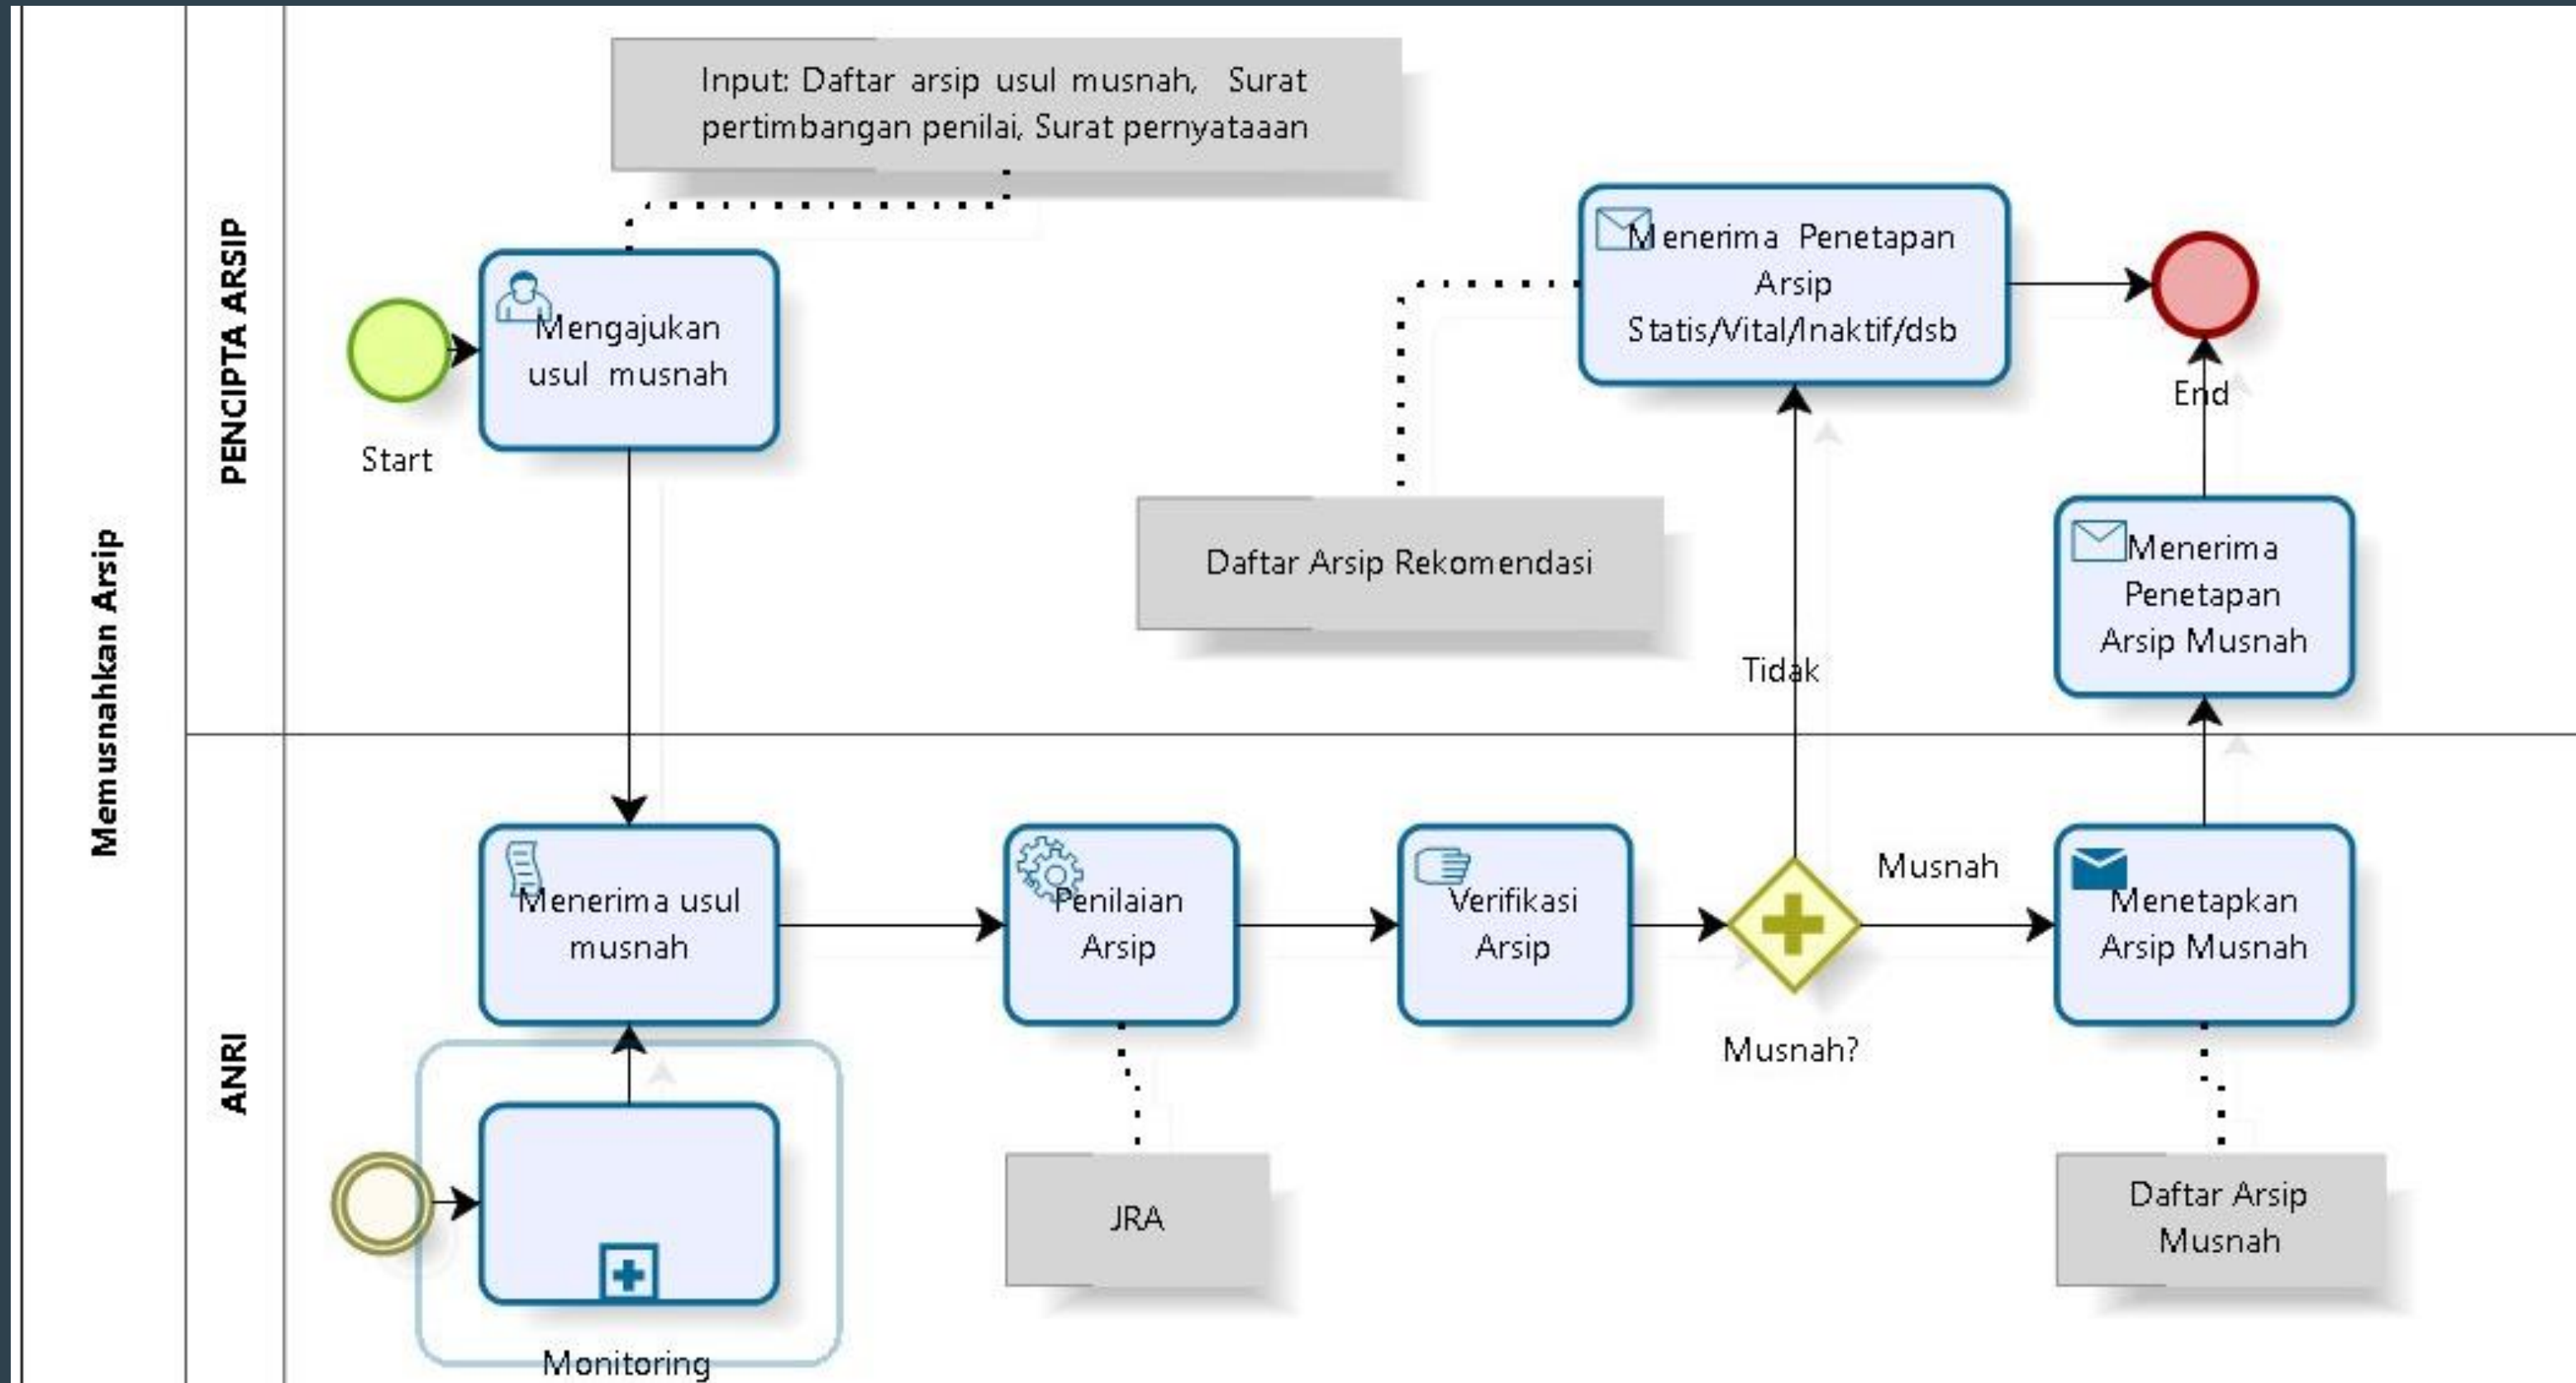 Memusnahkan Arsip
PENCIPTA ARSIP
Input: Daftar arsip usul musnah, Surat
pertimbangan penilai, Surat pernyataaan
Start
Mengajukan
usul musnah
Menerima Penetapan
Arsip
Statis/Vital/Inaktif/dsb
End
Daftar Arsip Rekomendasi
Menerima
Penetapan
Arsip Musnah
Tidak
ANRI
Menerima usul
musnah
Penilaian
Arsip
Verifikasi
Arsip
Musnah?
Musnah
Menetapkan
Arsip Musnah
Monitoring
JRA
Daftar Arsip
Musnah